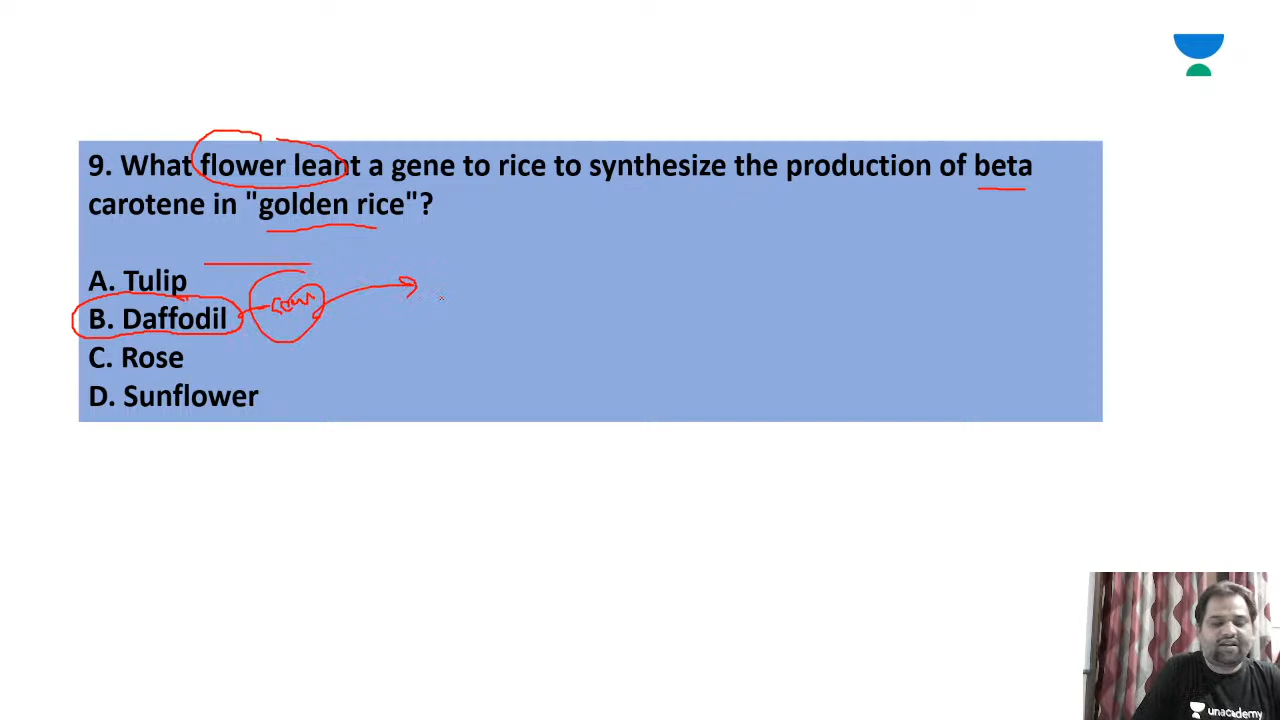 9. What flower leant a gene to rice to synthesize the production of beta
carotene in "golden rice"?
A. Tulip
B. Daffodil
C. Rose
D. Sunflower
unacademy